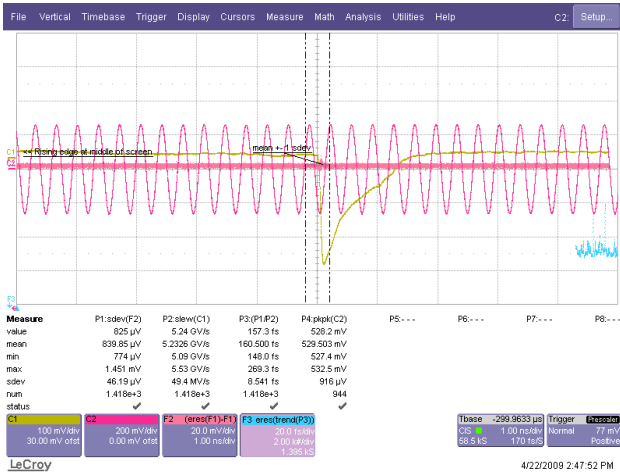 File Vertical Timebase Trigger Display Cursors Measure Math Analysis Utilities Help C2: Setup...
C1
C2
<< Rising edge at middle of screen
mean +- 1 sdev
F3
Measure P1:sdev(F2) P2:slew(C1) P3:(P1/P2) P4:pkpk(C2) P5:- - - P6:- - - P7:- - - P8:- - -
value 825 µV 5.24 GV/s 157.3 fs 528.2 mV
mean 839.85 µV 5.2326 GV/s 160.500 fs 529.503 mV
min 774 µV 5.09 GV/s 148.0 fs 527.4 mV
max 1.451 mV 5.53 GV/s 269.3 fs 532.5 mV
sdev 46.19 µV 49.4 MV/s 8.541 fs 916 µV
num 1.418e+3 1.418e+3 1.418e+3 944
status
C1 C2 F2 (eres(F1)-F1) F3 eres(trend(P3)) Tbase -299.9633 µs Trigger Prescaler
100 mV/div 200 mV/div 20.0 mV/div 20.0 fs/div CIS 1.00 ns/div Normal 77 mV
30.00 mV ofst 0.00 mV ofst 1.00 ns/div 2.00 k#/div 58.5 kS 170 fS/S Positive
1.395 kS
LeCroy 4/22/2009 2:47:52 PM